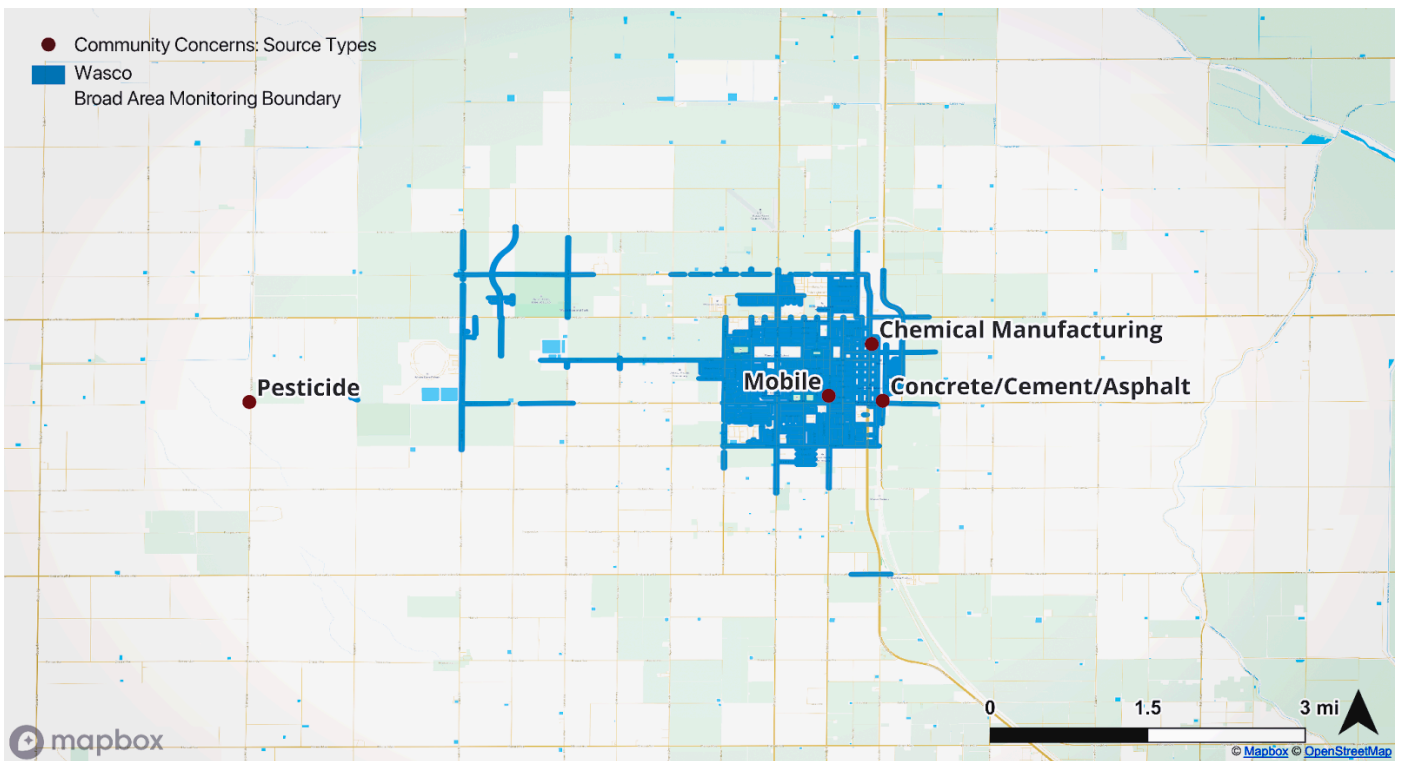 Community Concerns: Source Types
Wasco
Broad Area Monitoring Boundary
Chemical Manufacturing
Pesticide
Mobile
Concrete/Cement/Asphalt
0 1.5 3 mi
mapbox
© Mapbox © OpenStreetMap